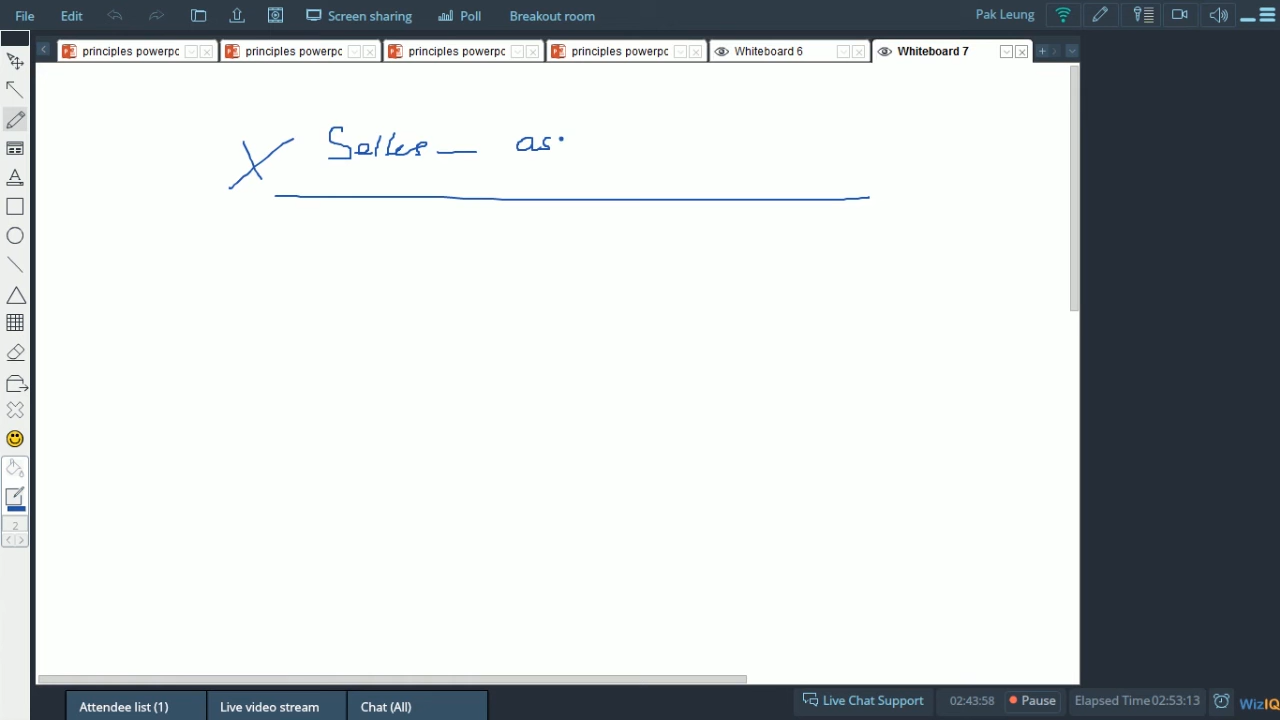 File Edit Screen sharing Poll Breakout room Pak Leung
principles powerpc principles powerpc principles powerpc principles powerpc Whiteboard 6 Whiteboard 7
X as
A
2
Attendee list (1) Live video stream Chat (All) Live Chat Support 02:43:58 Pause Elapsed Time 02:53:13 WizIQ